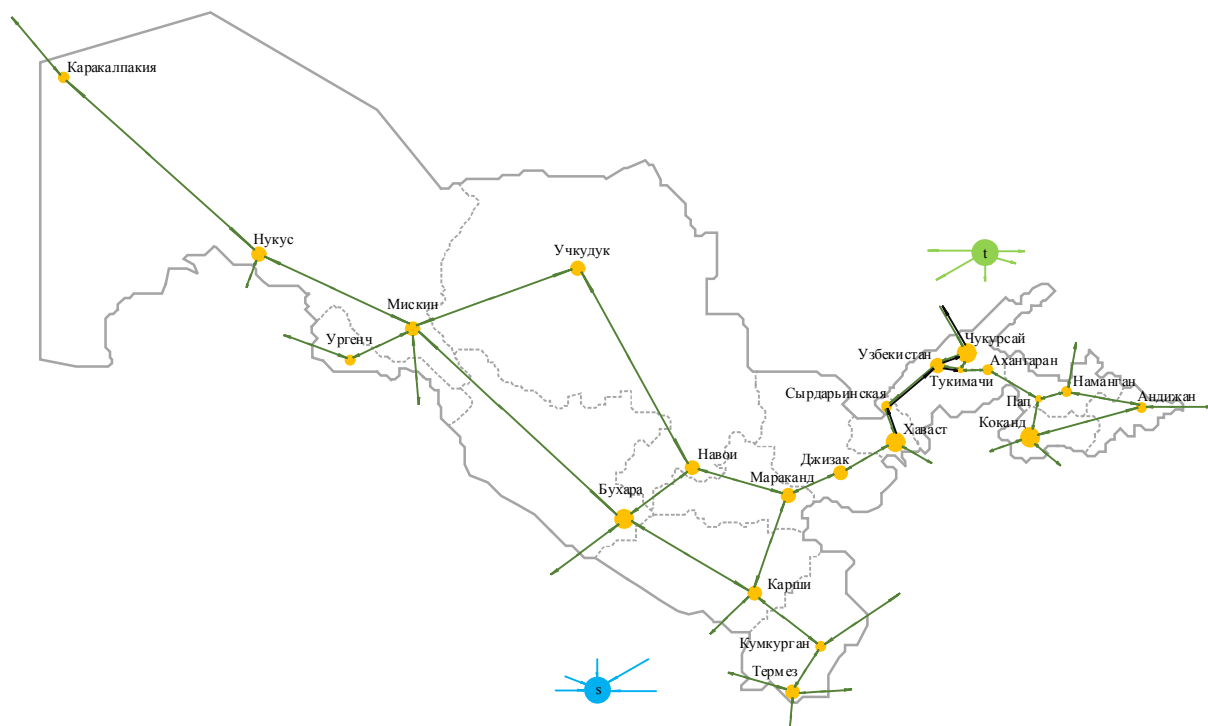 Каракалпакия
Нукус
Учкудук
t
Мискин
Ургенч
Чукурсай
Узбекистан
Ахангаран
Тукимачи
Наманган
Сырдарьинская
Пап
Андижан
Коканд
Хаваст
Навои
Джизак
Мараканд
Бухара
Карши
Кумкурган
Термез
s